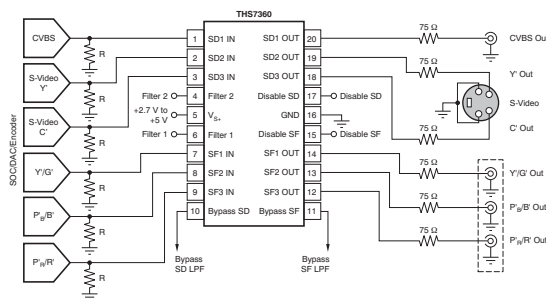 THS7360
CVBS
R
S-Video
Y'
R
S-Video
C'
R
Y'/G'
R
P'B/B'
R
P'R/R'
R
SOC/DAC/Encoder
1 SD1 IN SD1 OUT 20
2 SD2 IN SD2 OUT 19
3 SD3 IN SD3 OUT 18
Filter 2 4 Filter 2 Disable SD 17 Disable SD
+2.7 V to
+5 V
5 VS+ GND 16
Filter 1 6 Filter 1 Disable SF 15 Disable SF
7 SF1 IN SF1 OUT 14
8 SF2 IN SF2 OUT 13
9 SF3 IN SF3 OUT 12
10 Bypass SD Bypass SF 11
Bypass
SD LPF
Bypass
SF LPF
75 Ω
CVBS Ou
75 Ω
Y' Out
S-Video
C' Out
75 Ω
75 Ω
Y'/G' Out
75 Ω
P'B/B' Out
75 Ω
P'R/R' Out